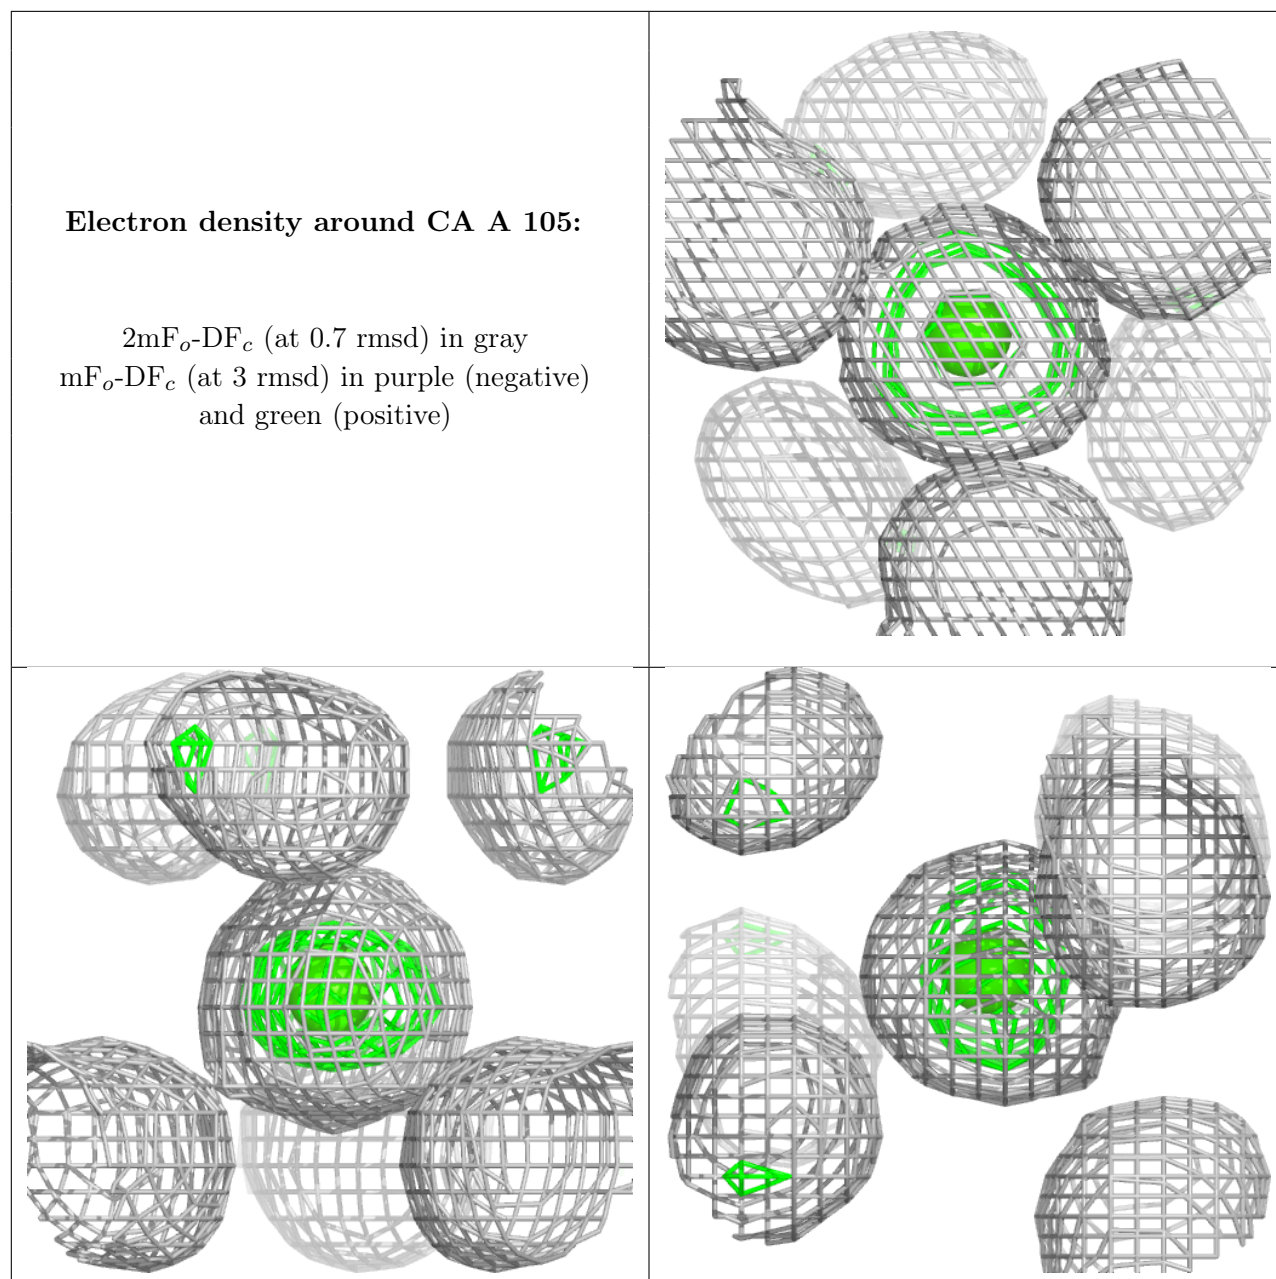 Electron density around CA A 105:
2mFo-DFc (at 0.7 rmsd) in gray
mFo-DFc (at 3 rmsd) in purple (negative)
and green (positive)